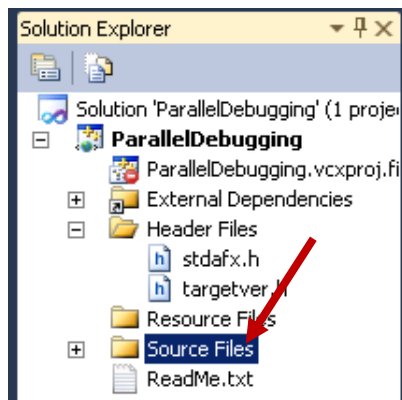 Solution Explorer
Solution 'ParallelDebugging' (1 proje
ParallelDebugging
ParallelDebugging.vcxproj.fi
External Dependencies
Header Files
stdafx.h
targetver.h
Resource Files
Source Files
ReadMe.txt